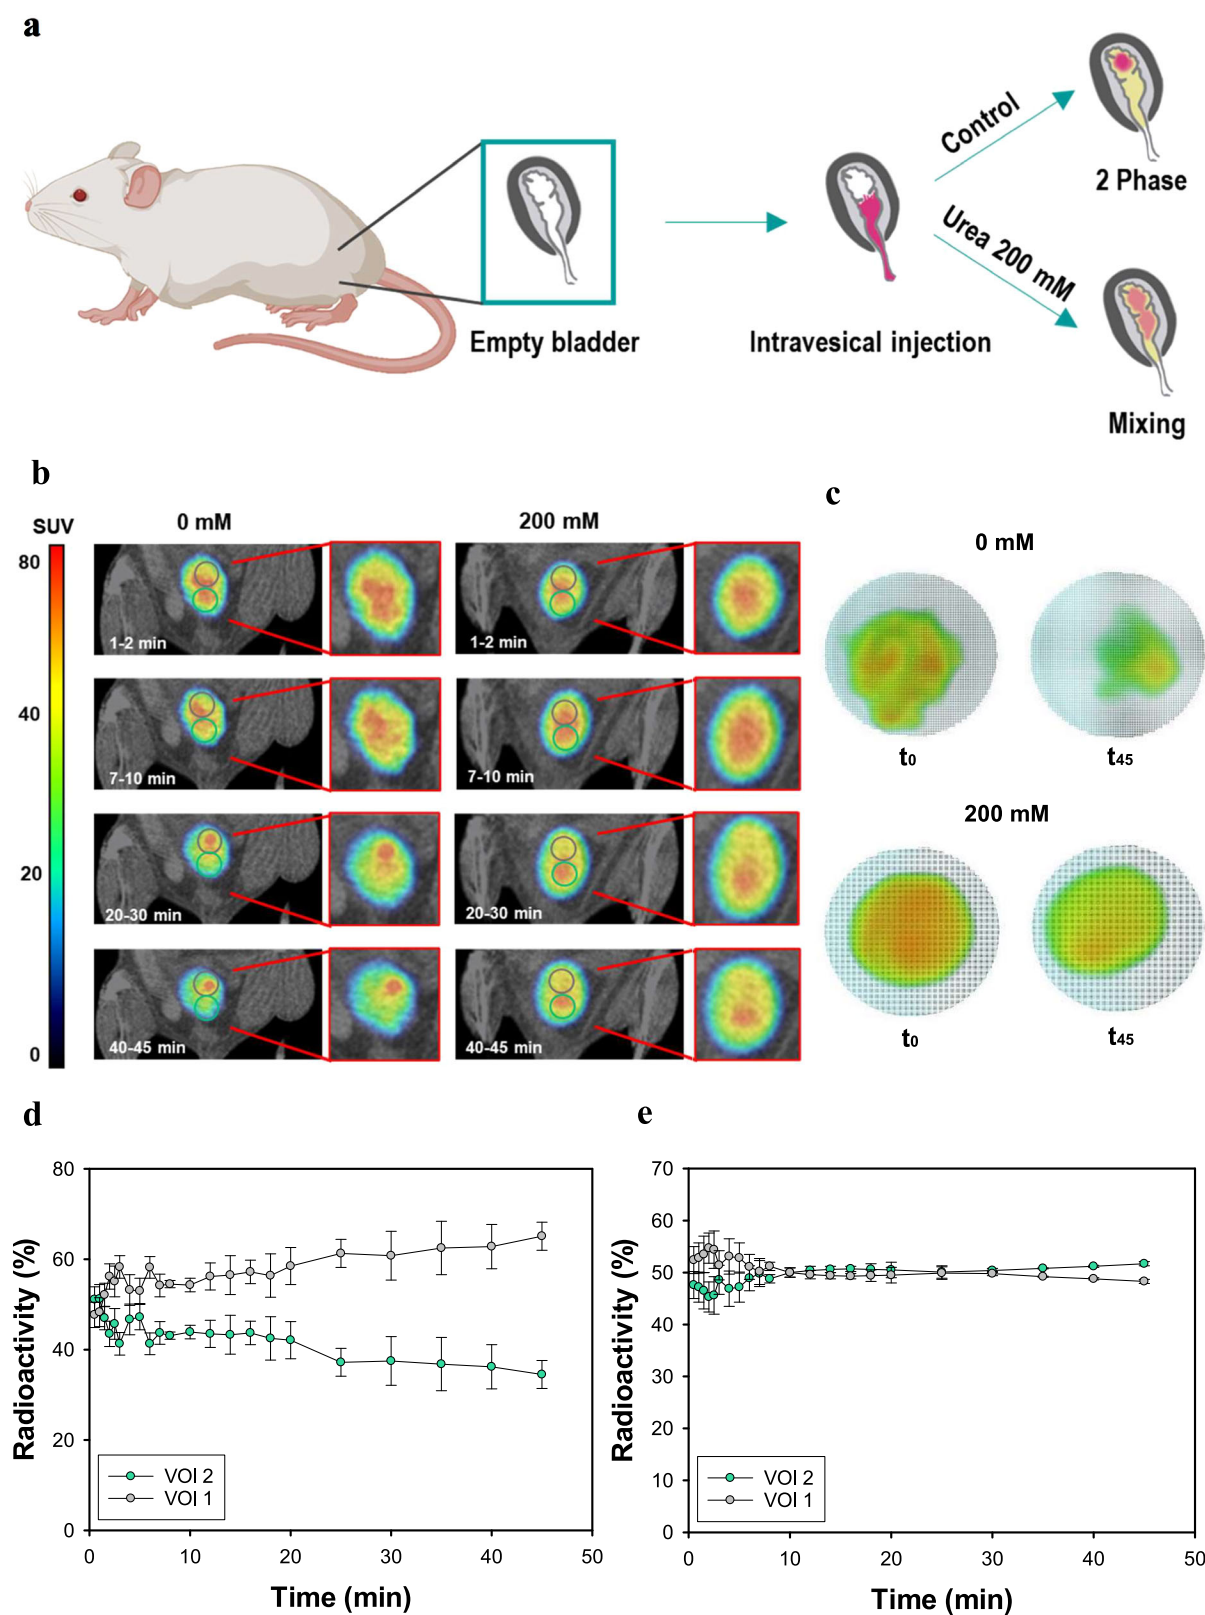 a
Control
2 Phase
Urea 200 mM
Empty bladder
Intravesical injection
Mixing
b
SUV
0 mM
200 mM
80
40
20
0
1-2 min
1-2 min
7-10 min
7-10 min
20-30 min
20-30 min
40-45 min
40-45 min
c
0 mM
t0
t45
200 mM
t0
t45
d
Radioactivity (%)
80
60
40
20
0
VOI 2
VOI 1
0
10
20
30
40
50
Time (min)
e
Radioactivity (%)
70
60
50
40
30
20
10
0
VOI 2
VOI 1
0
10
20
30
40
50
Time (min)